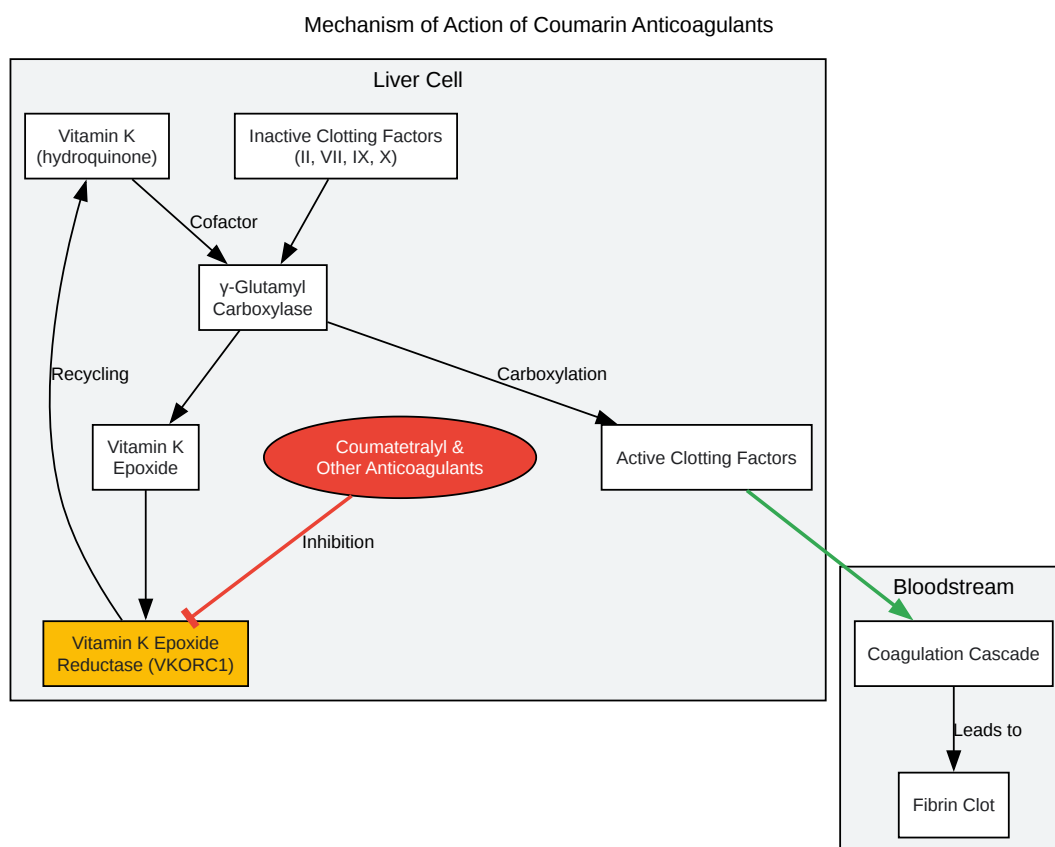 Mechanism of Action of Coumarin Anticoagulants
Liver Cell
Vitamin K
(hydroquinone)
Inactive Clotting Factors
(II, VII, IX, X)
Cofactor
γ-Glutamyl
Carboxylase
Recycling
Carboxylation
Vitamin K
Epoxide
Coumatetralyl &
Other Anticoagulants
Active Clotting Factors
Inhibition
Bloodstream
Vitamin K Epoxide
Reductase (VKORC1)
Coagulation Cascade
Leads to
Fibrin Clot